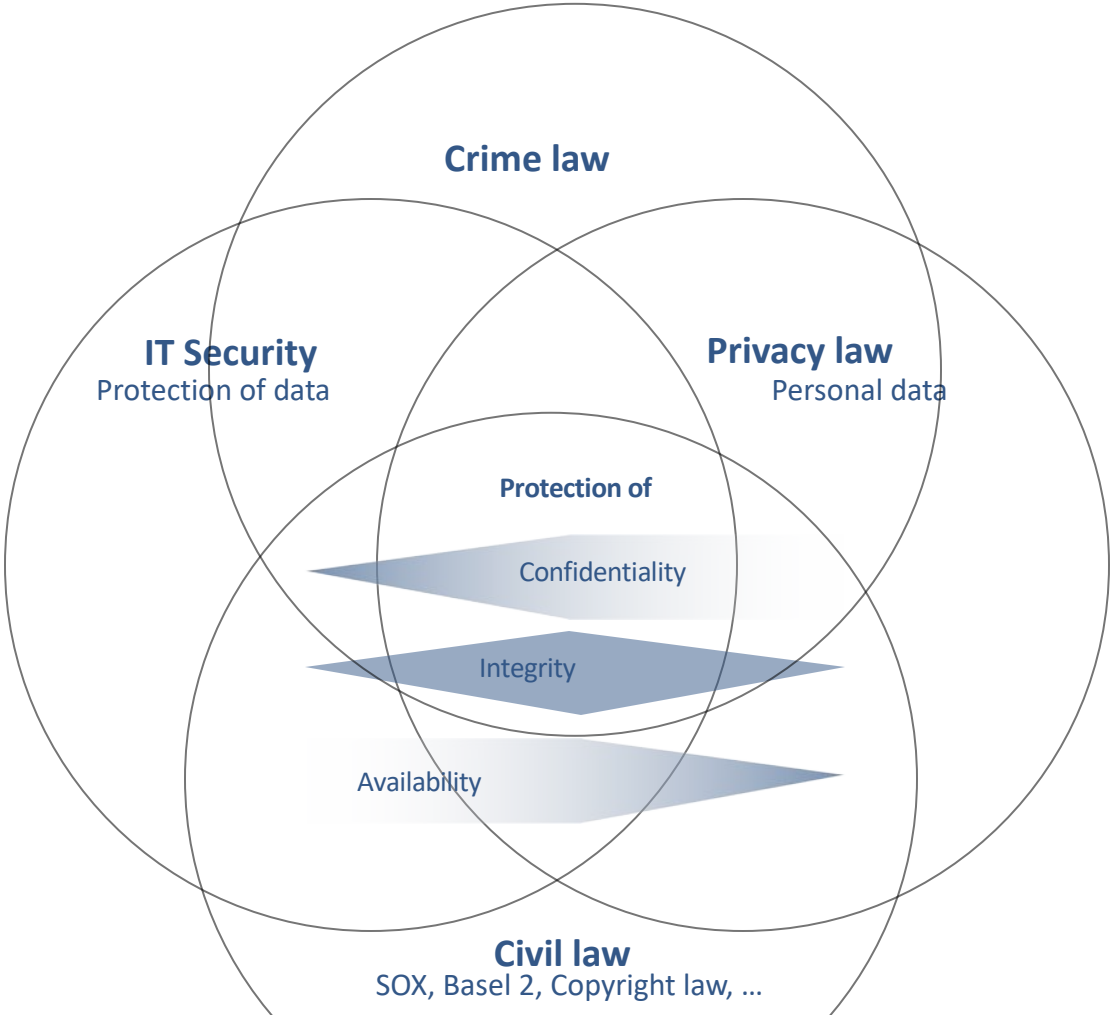 Crime law
IT Security
Protection of data
Privacy law
Personal data
Protection of
Confidentiality
Integrity
Availability
Civil law
SOX, Basel 2, Copyright law, ...